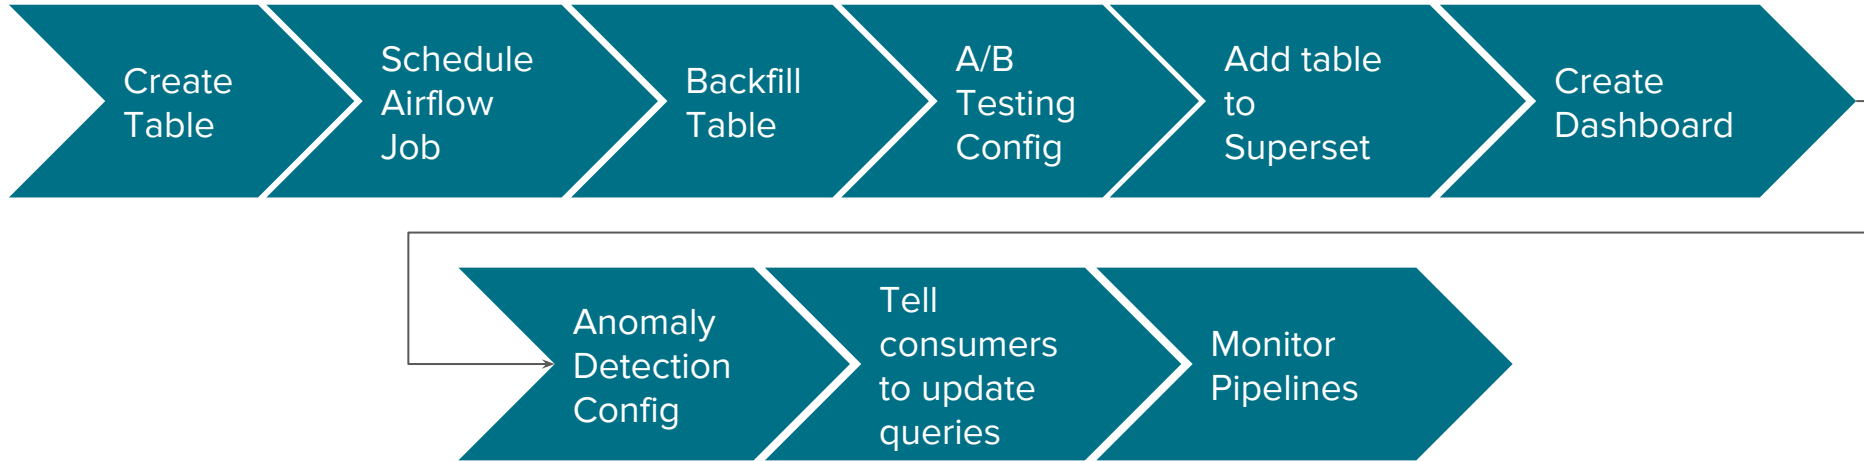 Create
Table
Schedule
Airflow
Job
Backfill
Table
A/B
Testing
Config
Add table
to
Superset
Create
Dashboard
Anomaly
Detection
Config
Tell
consumers
to update
queries
Monitor
Pipelines